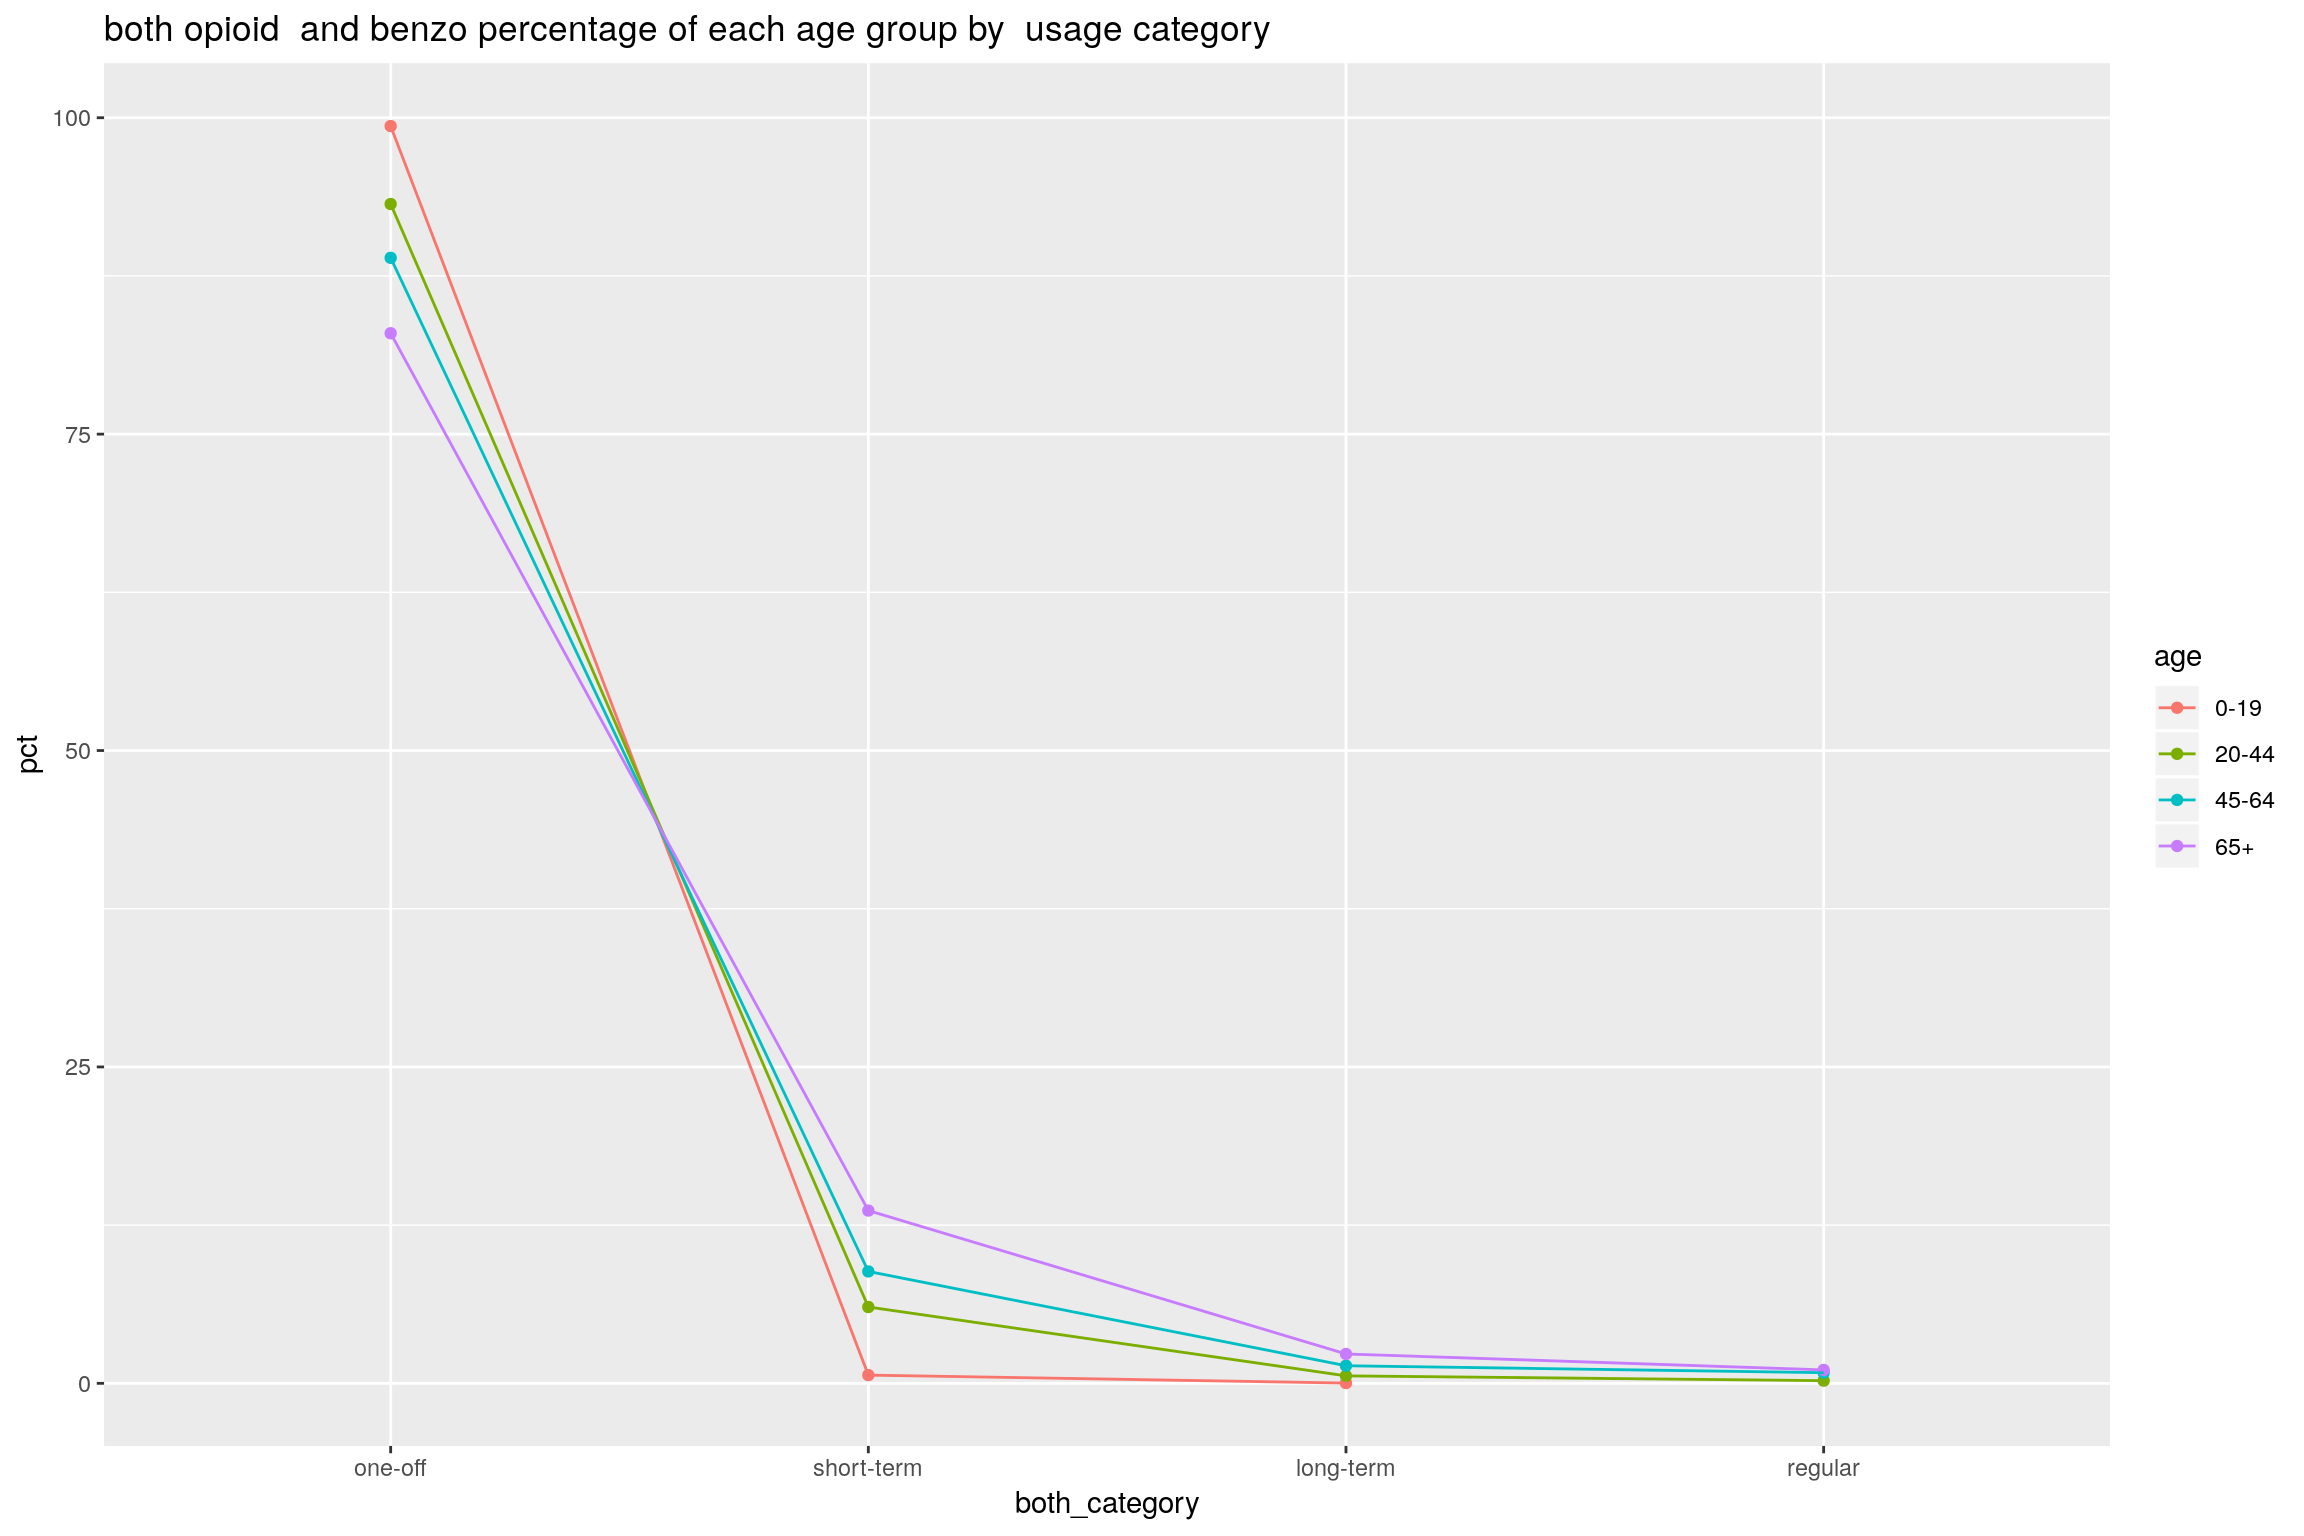 both opioid  and benzo percentage of each age group by  usage category
100
75
50
25
0
pct
one-off short-term long-term regular
both_category
age
0-19
20-44
45-64
65+